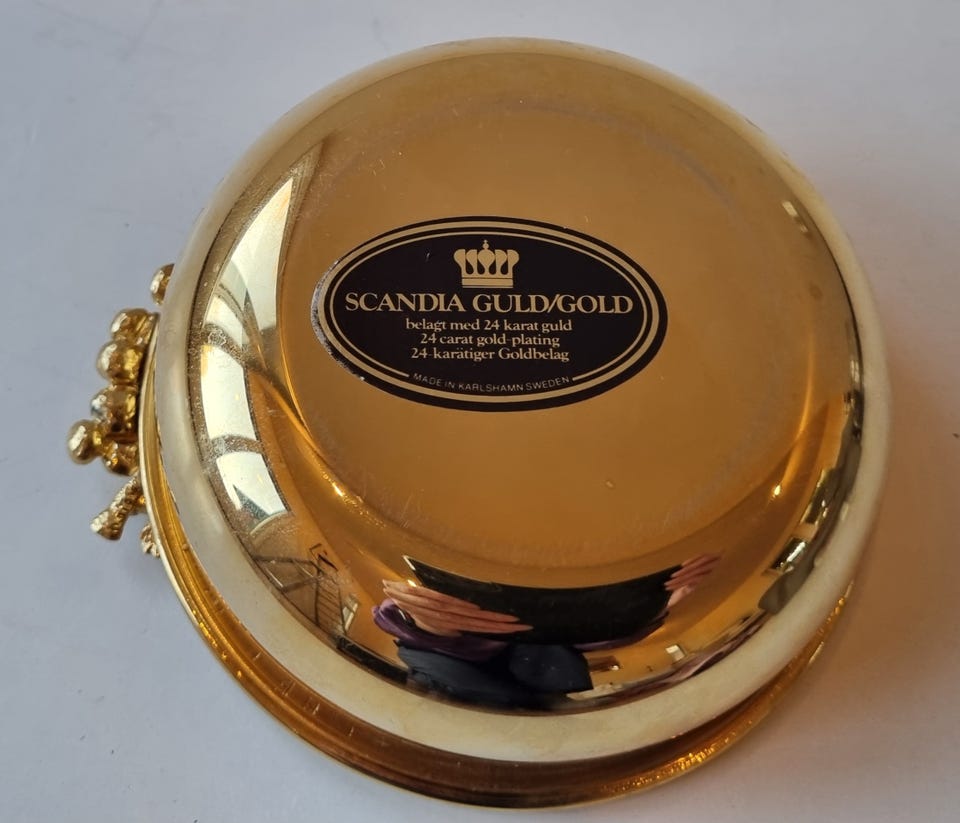 SCANDIA GULD/GOLD
belagt med 24 karat guld
24 carat gold-plating
24-karätiger Goldbelag
MADE IN KARLSHAMN SWEDEN